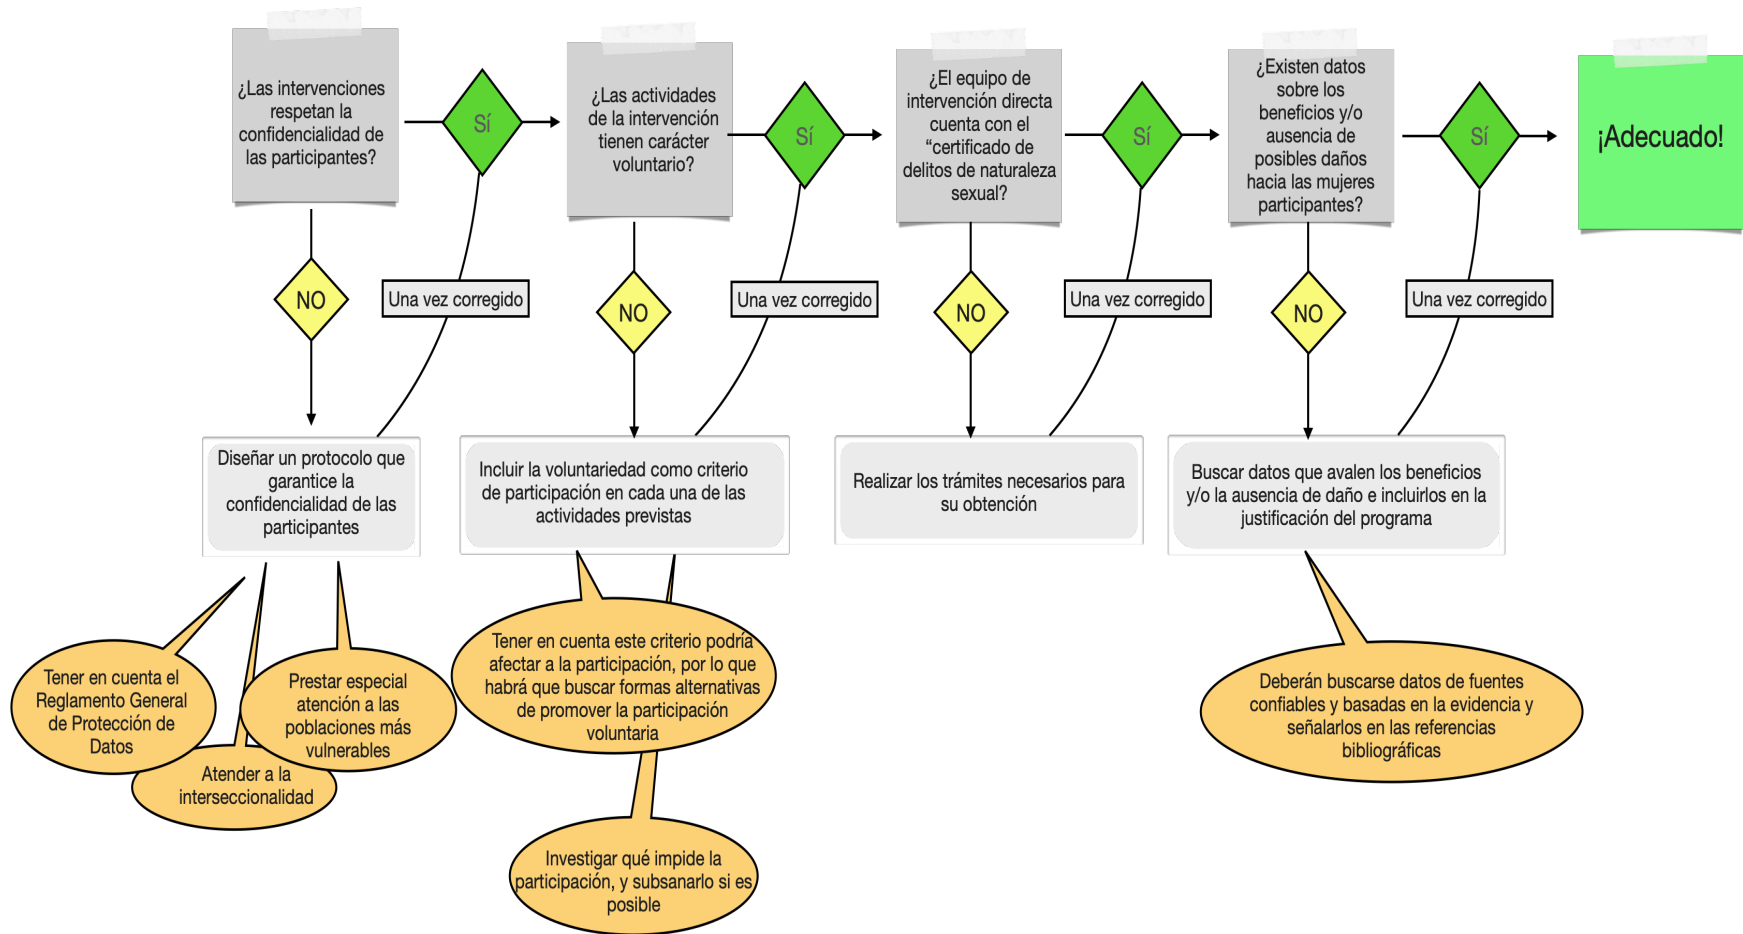 ¿Las intervenciones
respetan la
confidencialidad de
las participantes?
Sí
¿Las actividades
de la intervención
tienen carácter
voluntario?
Sí
¿El equipo de
intervención directa
cuenta con el
“certificado de
delitos de naturaleza
sexual?
Sí
¿Existen datos
sobre los
beneficios y/o
ausencia de
posibles daños
hacia las mujeres
participantes?
Sí
¡Adecuado!
NO
Una vez corregido
NO
Una vez corregido
NO
Una vez corregido
NO
Una vez corregido
Diseñar un protocolo que
garantice la
confidencialidad de las
participantes
Incluir la voluntariedad como criterio
de participación en cada una de las
actividades previstas
Realizar los trámites necesarios para
su obtención
Buscar datos que avalen los beneficios
y/o la ausencia de daño e incluirlos en la
justificación del programa
Tener en cuenta el
Reglamento General
de Protección de
Datos
Atender a la
interseccionalidad
Prestar especial
atención a las
poblaciones más
vulnerables
Tener en cuenta este criterio podría
afectar a la participación, por lo que
habrá que buscar formas alternativas
de promover la participación
voluntaria
Investigar qué impide la
participación, y subsanarlo si es
posible
Deberán buscarse datos de fuentes
confiables y basadas en la evidencia y
señalarlos en las referencias
bibliográficas